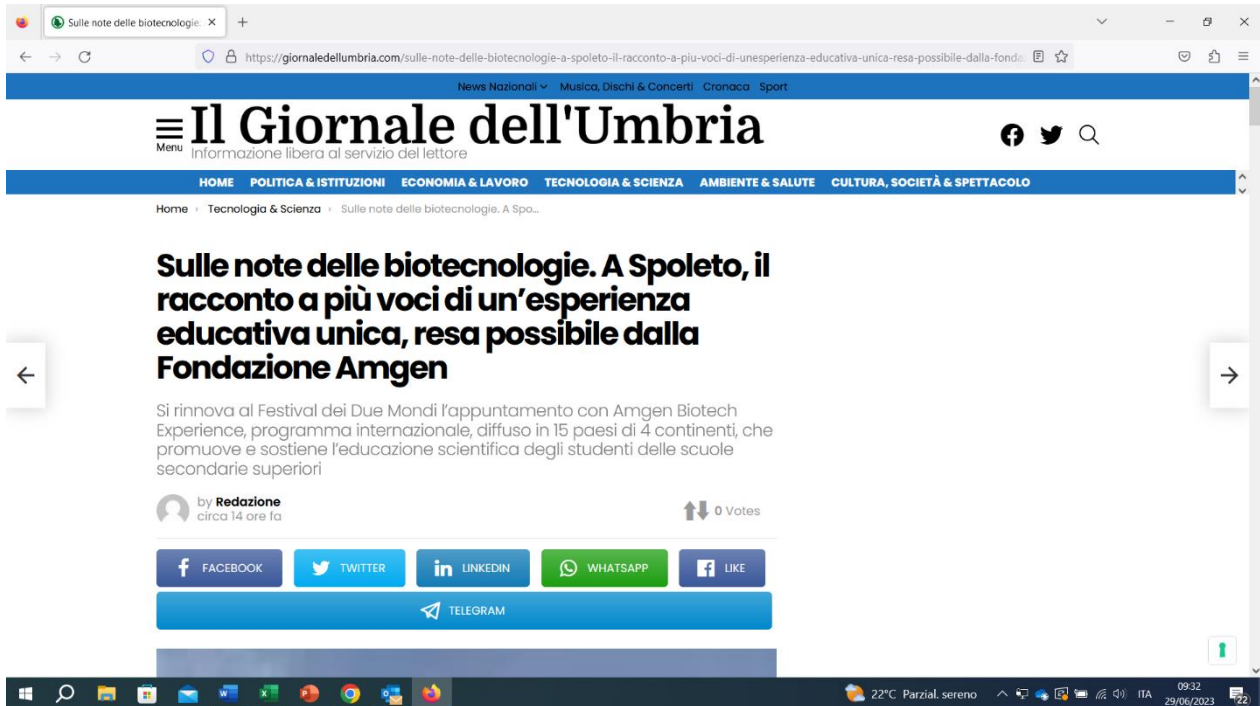 Sulle note delle biotecnologie.
https://giornaledellumbria.com/sulle-note-delle-biotecnologie-a-spoleto-il-racconto-a-piu-voci-di-unesperienza-educativa-unica-resa-possibile-dalla-fonda
News Nazionali Musica, Dischi & Concerti Cronaca Sport
Menu
Il Giornale dell'Umbria
Informazione libera al servizio del lettore
HOME POLITICA & ISTITUZIONI ECONOMIA & LAVORO TECNOLOGIA & SCIENZA AMBIENTE & SALUTE CULTURA, SOCIETÀ & SPETTACOLO
Home › Tecnologia & Scienza › Sulle note delle biotecnologie. A Spo...
Sulle note delle biotecnologie. A Spoleto, il
racconto a più voci di un’esperienza
educativa unica, resa possibile dalla
Fondazione Amgen
Si rinnova al Festival dei Due Mondi l’appuntamento con Amgen Biotech
Experience, programma internazionale, diffuso in 15 paesi di 4 continenti, che
promuove e sostiene l’educazione scientifica degli studenti delle scuole
secondarie superiori
by Redazione
circa 14 ore fa
0 Votes
FACEBOOK TWITTER LINKEDIN WHATSAPP LIKE
TELEGRAM
22°C Parzial. sereno ITA
09:32
29/06/2023
22